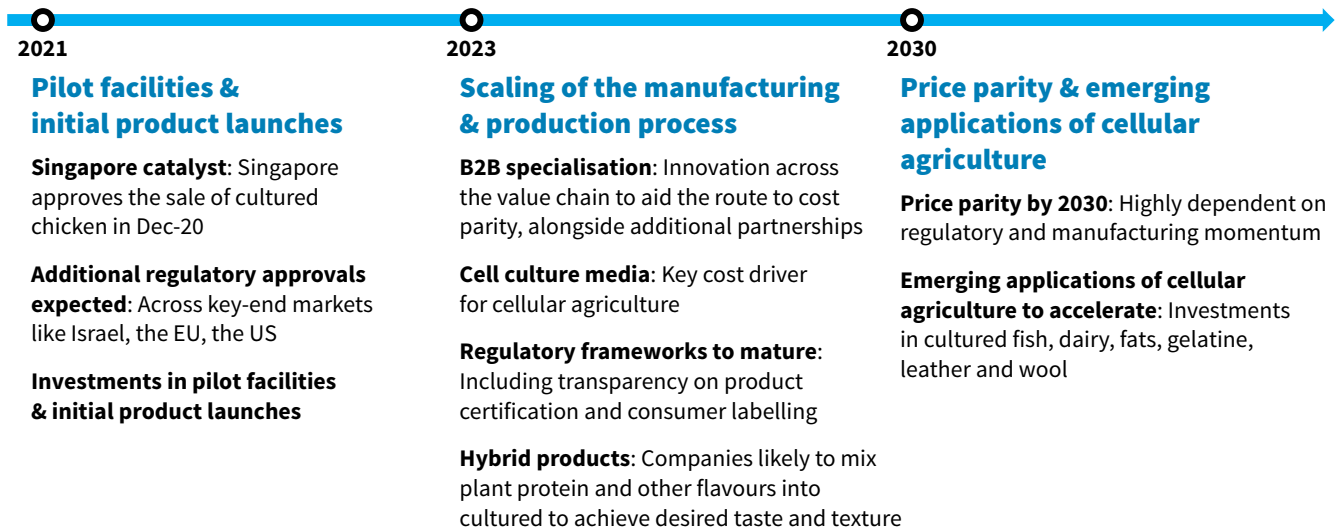 2021
Pilot facilities &
initial product launches
Singapore catalyst: Singapore
approves the sale of cultured
chicken in Dec-20
Additional regulatory approvals
expected: Across key-end markets
like Israel, the EU, the US
Investments in pilot facilities
& initial product launches
2023
Scaling of the manufacturing
& production process
B2B specialisation: Innovation across
the value chain to aid the route to cost
parity, alongside additional partnerships
Cell culture media: Key cost driver
for cellular agriculture
Regulatory frameworks to mature:
Including transparency on product
certification and consumer labelling
Hybrid products: Companies likely to mix
plant protein and other flavours into
cultured to achieve desired taste and texture
2030
Price parity & emerging
applications of cellular
agriculture
Price parity by 2030: Highly dependent on
regulatory and manufacturing momentum
Emerging applications of cellular
agriculture to accelerate: Investments
in cultured fish, dairy, fats, gelatine,
leather and wool